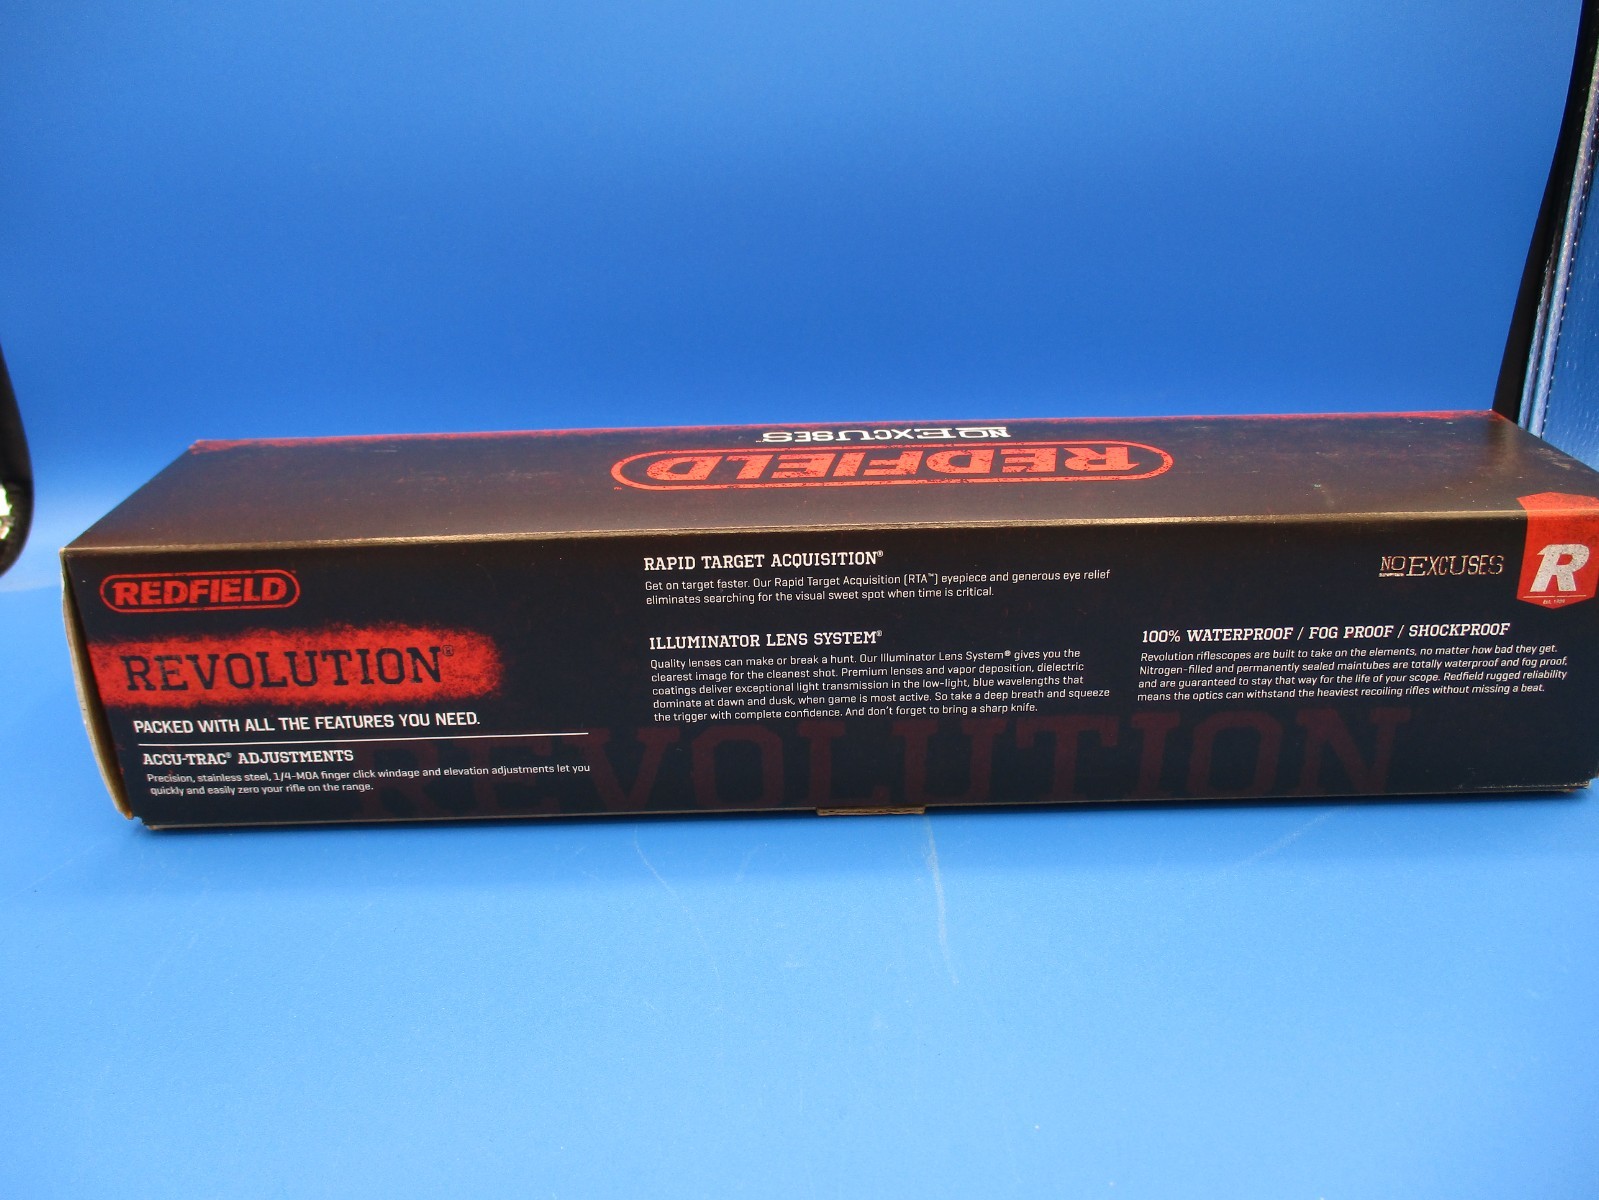 NO EXCUSES™
REDFIELD™
REDFIELD
REVOLUTION®
PACKED WITH ALL THE FEATURES YOU NEED.
ACCU-TRAC® ADJUSTMENTS
Precision, stainless steel, 1/4-MOA finger click windage and elevation adjustments let you
quickly and easily zero your rifle on the range.
RAPID TARGET ACQUISITION®
Get on target faster. Our Rapid Target Acquisition (RTA™) eyepiece and generous eye relief
eliminates searching for the visual sweet spot when time is critical.
ILLUMINATOR LENS SYSTEM®
Quality lenses can make or break a hunt. Our Illuminator Lens System® gives you the
clearest image for the cleanest shot. Premium lenses and vapor deposition, dielectric
coatings deliver exceptional light transmission in the low-light, blue wavelengths that
dominate at dawn and dusk, when game is most active. So take a deep breath and squeeze
the trigger with complete confidence. And don't forget to bring a sharp knife.
NO EXCUSES
R
100% WATERPROOF / FOG PROOF / SHOCKPROOF
Revolution riflescopes are built to take on the elements, no matter how bad they get.
Nitrogen-filled and permanently sealed maintubes are totally waterproof and fog proof,
and are guaranteed to stay that way for the life of your scope. Redfield rugged reliability
means the optics can withstand the heaviest recoiling rifles without missing a beat.
REVOLUTION